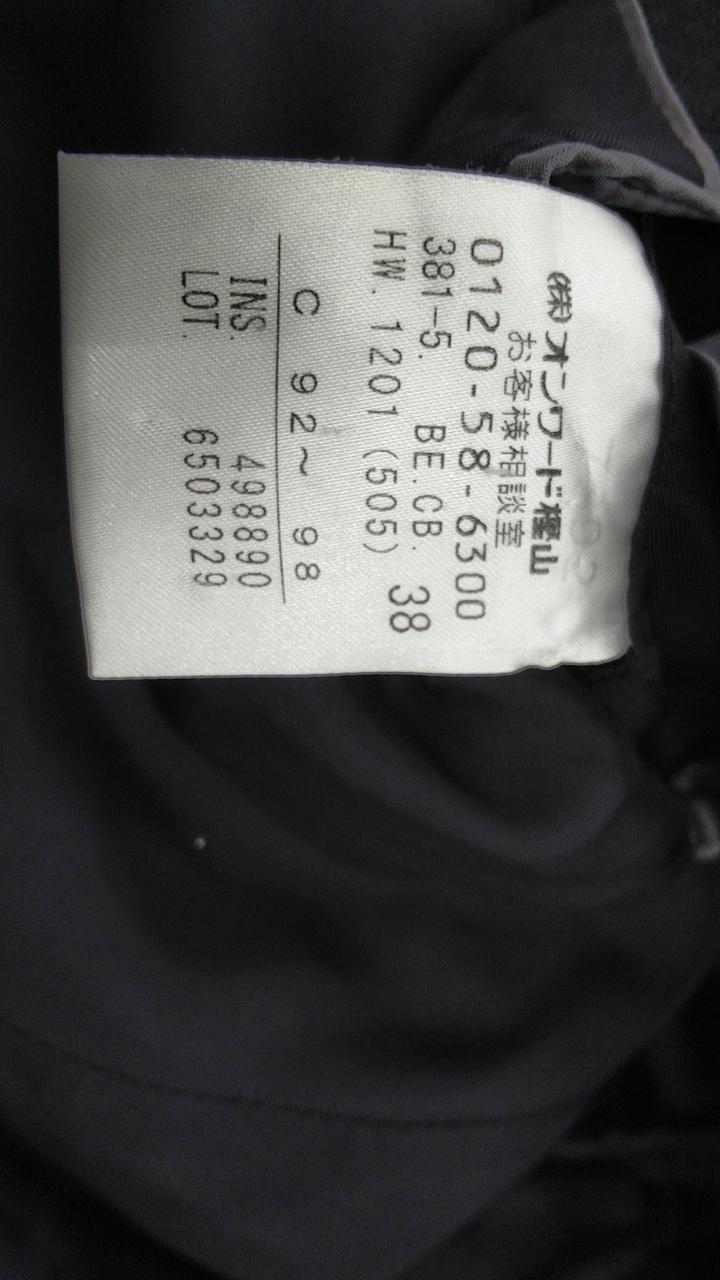 ㈱オンワード樫山
お客様相談室
0120-58-6300
381-5. BE.CB. 38
HW. 1201 (505)
C 92~ 98
INS. 498890
LOT. 6503329